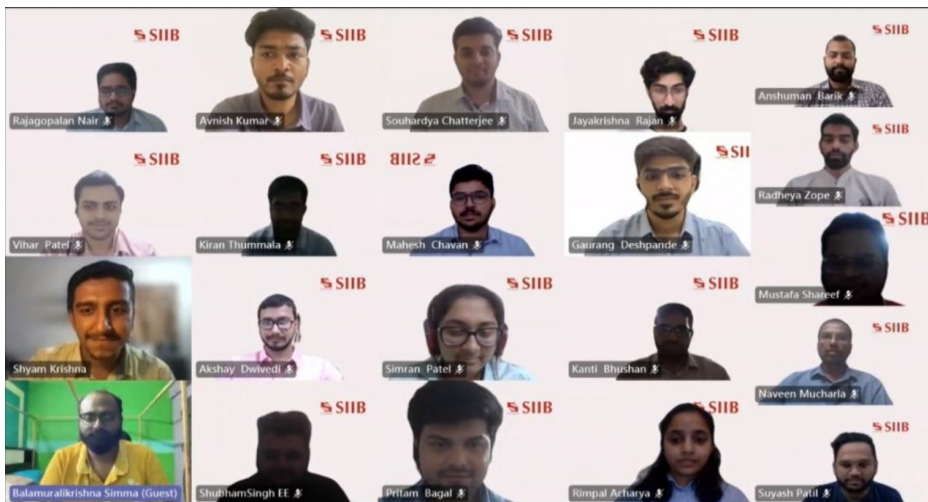 SIIB
SIIB
SIIB
SIIB
SIIB
Rajagopalan Nair
Avnish Kumar
Souhardya Chatterjee
Jayakrishna Rajan
Anshuman Barik
SIIB
SIIB
SIIB
SII
SIIB
Vihar Patel
Kiran Thummala
Mahesh Chavan
Gaurang Deshpande
Radheya Zope
SIIB
Mustafa Shareef
SIIB
SIIB
SIIB
SIIB
Shyam Krishna
Akshay Dwivedi
Simran Patel
Kanti Bhushan
Naveen Mucharla
SIIB
SIIB
SIIB
SIIB
Balamuralikrishna Simma (Guest)
ShubhamSingh EE
Pritam Bagal
Rimpal Acharya
Suyash Patil